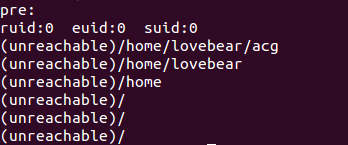 pre:
ruid:0  euid:0  suid:0
(unreachable)/home/lovebear/acg
(unreachable)/home/lovebear
(unreachable)/home
(unreachable)/
(unreachable)/
(unreachable)/